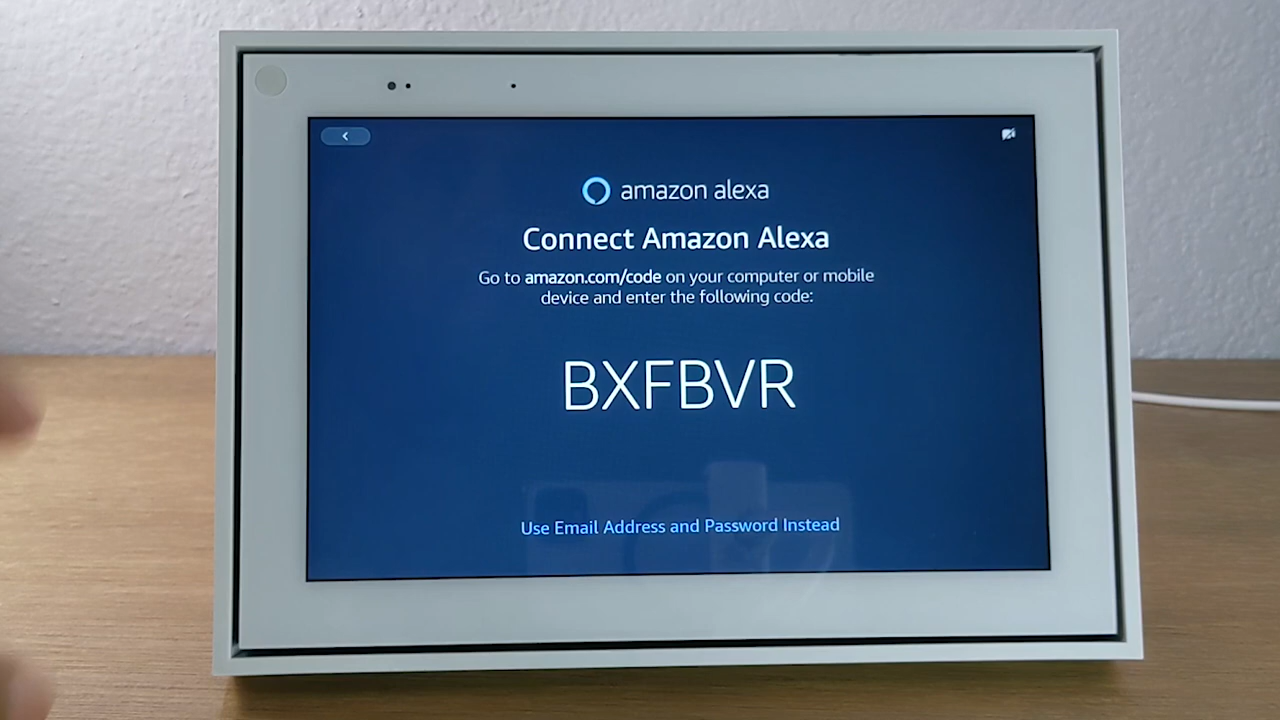 amazon alexa
Connect Amazon Alexa
Go to amazon.com/code on your computer or mobile
device and enter the following code:
BXFBVR
Use Email Address and Password Instead